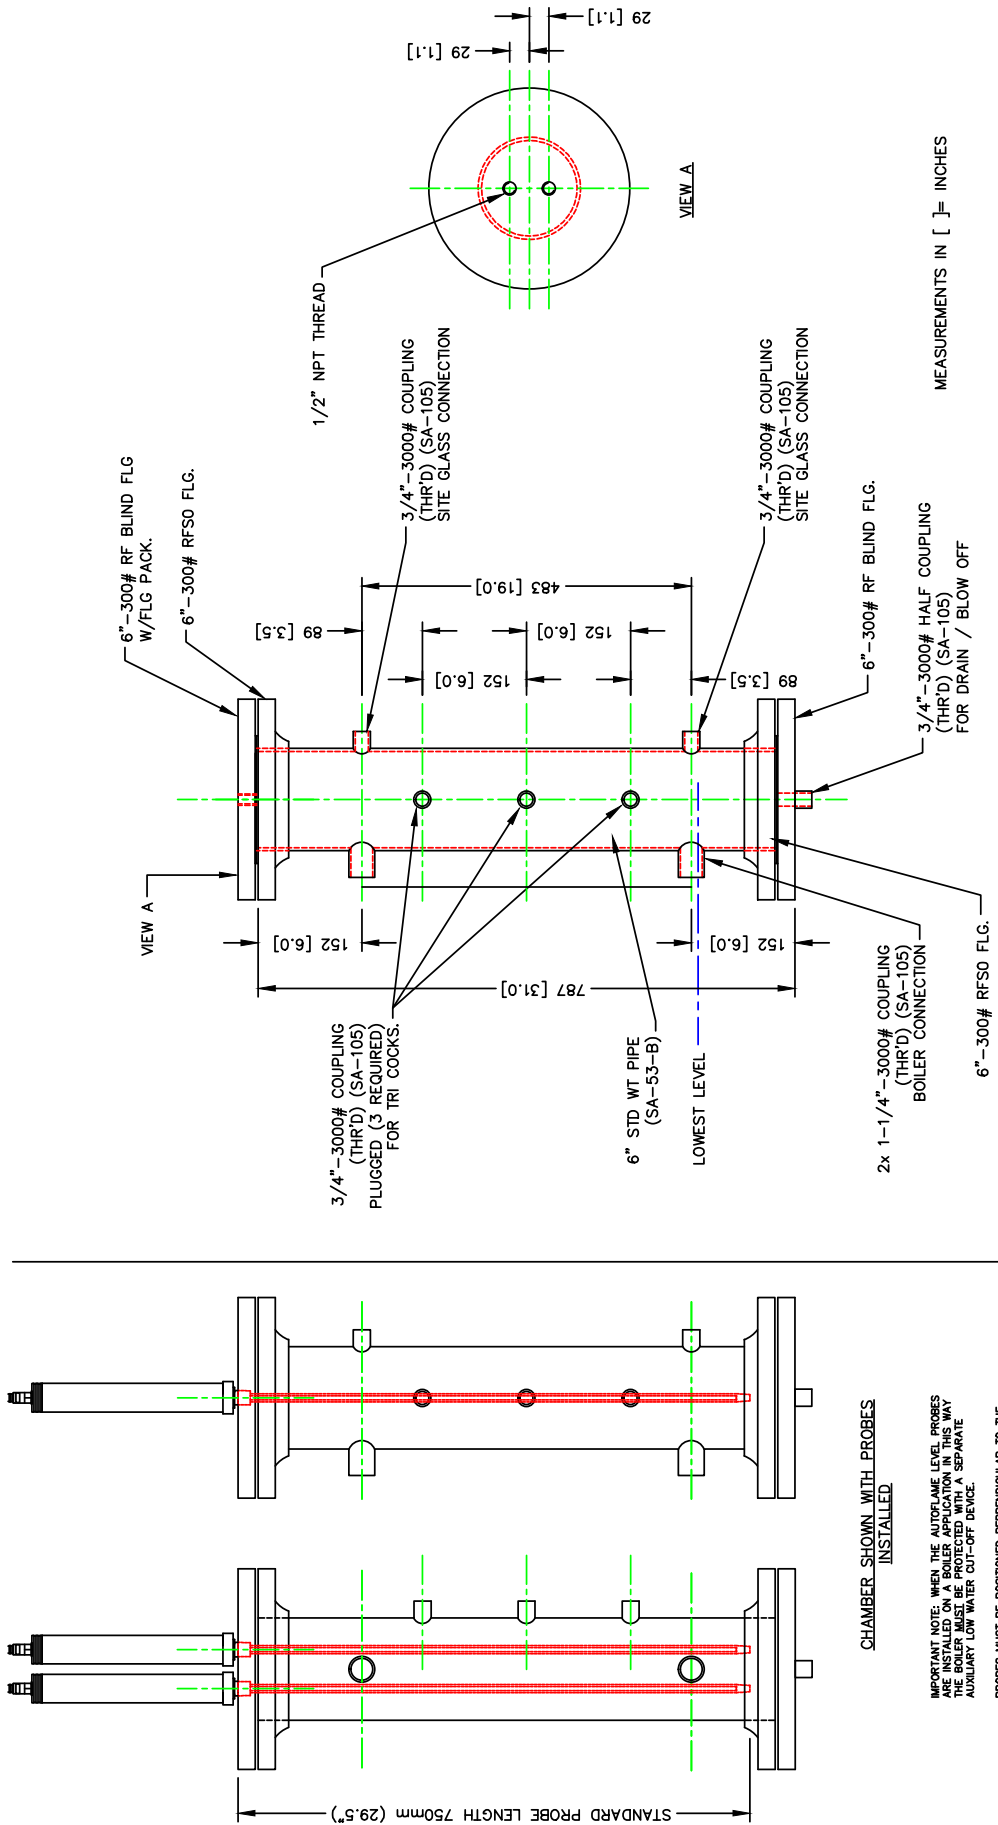 29 [1.1]
29 [1.1]
1/2" NPT THREAD
VIEW A
6"-300# RF BLIND FLG
W/FLG PACK.
6"-300# RFSO FLG.
3/4"-3000# COUPLING
(THR'D) (SA-105)
SITE GLASS CONNECTION
3/4"-3000# COUPLING
(THR'D) (SA-105)
SITE GLASS CONNECTION
MEASUREMENTS IN [ ]= INCHES
89 [3.5]
483 [19.0]
152 [6.0]
152 [6.0]
89 [3.5]
6"-300# RF BLIND FLG.
3/4"-3000# HALF COUPLING
(THR'D) (SA-105)
FOR DRAIN / BLOW OFF
VIEW A
152 [6.0]
787 [31.0]
152 [6.0]
3/4"-3000# COUPLING
(THR'D) (SA-105)
PLUGGED (3 REQUIRED)
FOR TRI COCKS.
6" STD WT PIPE
(SA-53-B)
LOWEST LEVEL
2x 1-1/4"-3000# COUPLING
(THR'D) (SA-105)
BOILER CONNECTION
6"-300# RFSO FLG.
STANDARD PROBE LENGTH 750mm (29.5")
CHAMBER SHOWN WITH PROBES
INSTALLED
IMPORTANT NOTE: WHEN THE AUTOFLAME LEVEL PROBES
ARE INSTALLED ON A BOILER APPLICATION IN THIS WAY
THE BOILER MUST BE PROTECTED WITH A SEPARATE
AUXILIARY LOW WATER CUT-OFF DEVICE.
PROBES MUST BE POSITIONED PERPENDICULAR TO THE